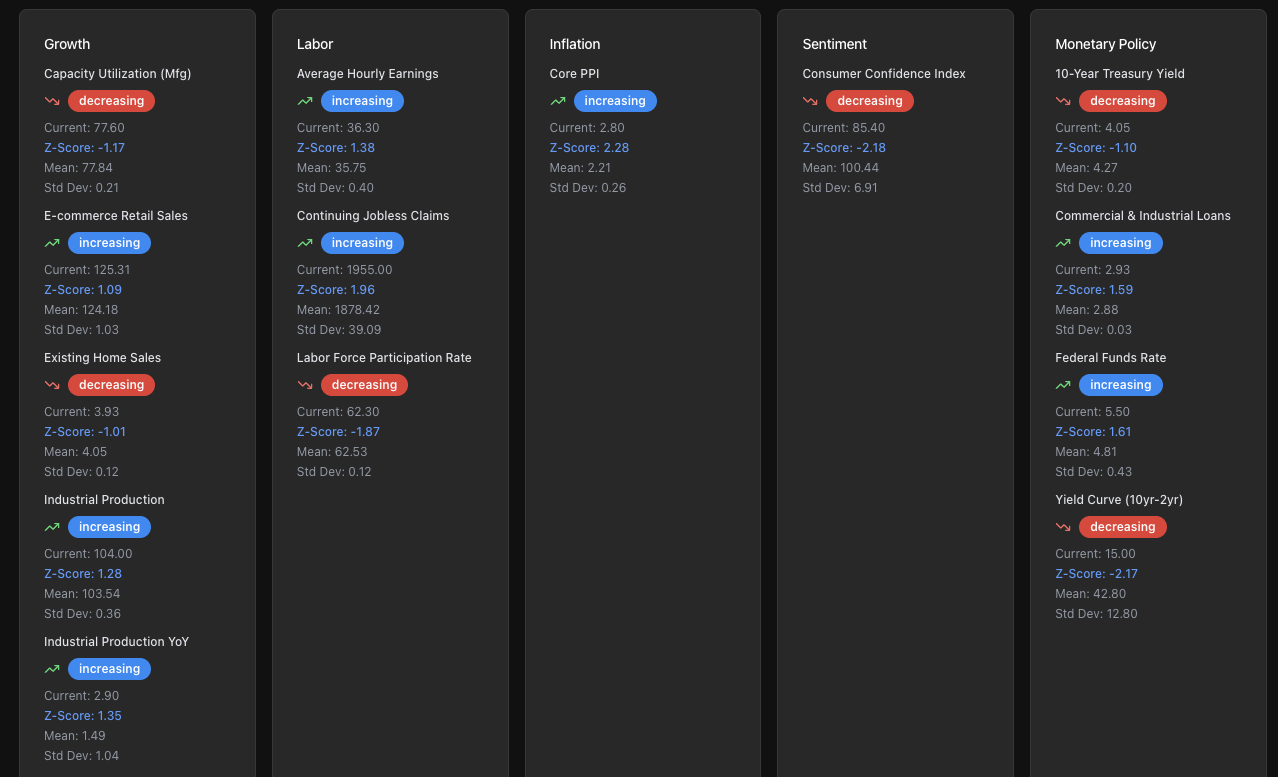 Growth
Capacity Utilization (Mfg)
decreasing
Current: 77.60
Z-Score: -1.17
Mean: 77.84
Std Dev: 0.21
E-commerce Retail Sales
increasing
Current: 125.31
Z-Score: 1.09
Mean: 124.18
Std Dev: 1.03
Existing Home Sales
decreasing
Current: 3.93
Z-Score: -1.01
Mean: 4.05
Std Dev: 0.12
Industrial Production
increasing
Current: 104.00
Z-Score: 1.28
Mean: 103.54
Std Dev: 0.36
Industrial Production YoY
increasing
Current: 2.90
Z-Score: 1.35
Mean: 1.49
Std Dev: 1.04
Labor
Average Hourly Earnings
increasing
Current: 36.30
Z-Score: 1.38
Mean: 35.75
Std Dev: 0.40
Continuing Jobless Claims
increasing
Current: 1955.00
Z-Score: 1.96
Mean: 1878.42
Std Dev: 39.09
Labor Force Participation Rate
decreasing
Current: 62.30
Z-Score: -1.87
Mean: 62.53
Std Dev: 0.12
Inflation
Core PPI
increasing
Current: 2.80
Z-Score: 2.28
Mean: 2.21
Std Dev: 0.26
Sentiment
Consumer Confidence Index
decreasing
Current: 85.40
Z-Score: -2.18
Mean: 100.44
Std Dev: 6.91
Monetary Policy
10-Year Treasury Yield
decreasing
Current: 4.05
Z-Score: -1.10
Mean: 4.27
Std Dev: 0.20
Commercial & Industrial Loans
increasing
Current: 2.93
Z-Score: 1.59
Mean: 2.88
Std Dev: 0.03
Federal Funds Rate
increasing
Current: 5.50
Z-Score: 1.61
Mean: 4.81
Std Dev: 0.43
Yield Curve (10yr-2yr)
decreasing
Current: 15.00
Z-Score: -2.17
Mean: 42.80
Std Dev: 12.80